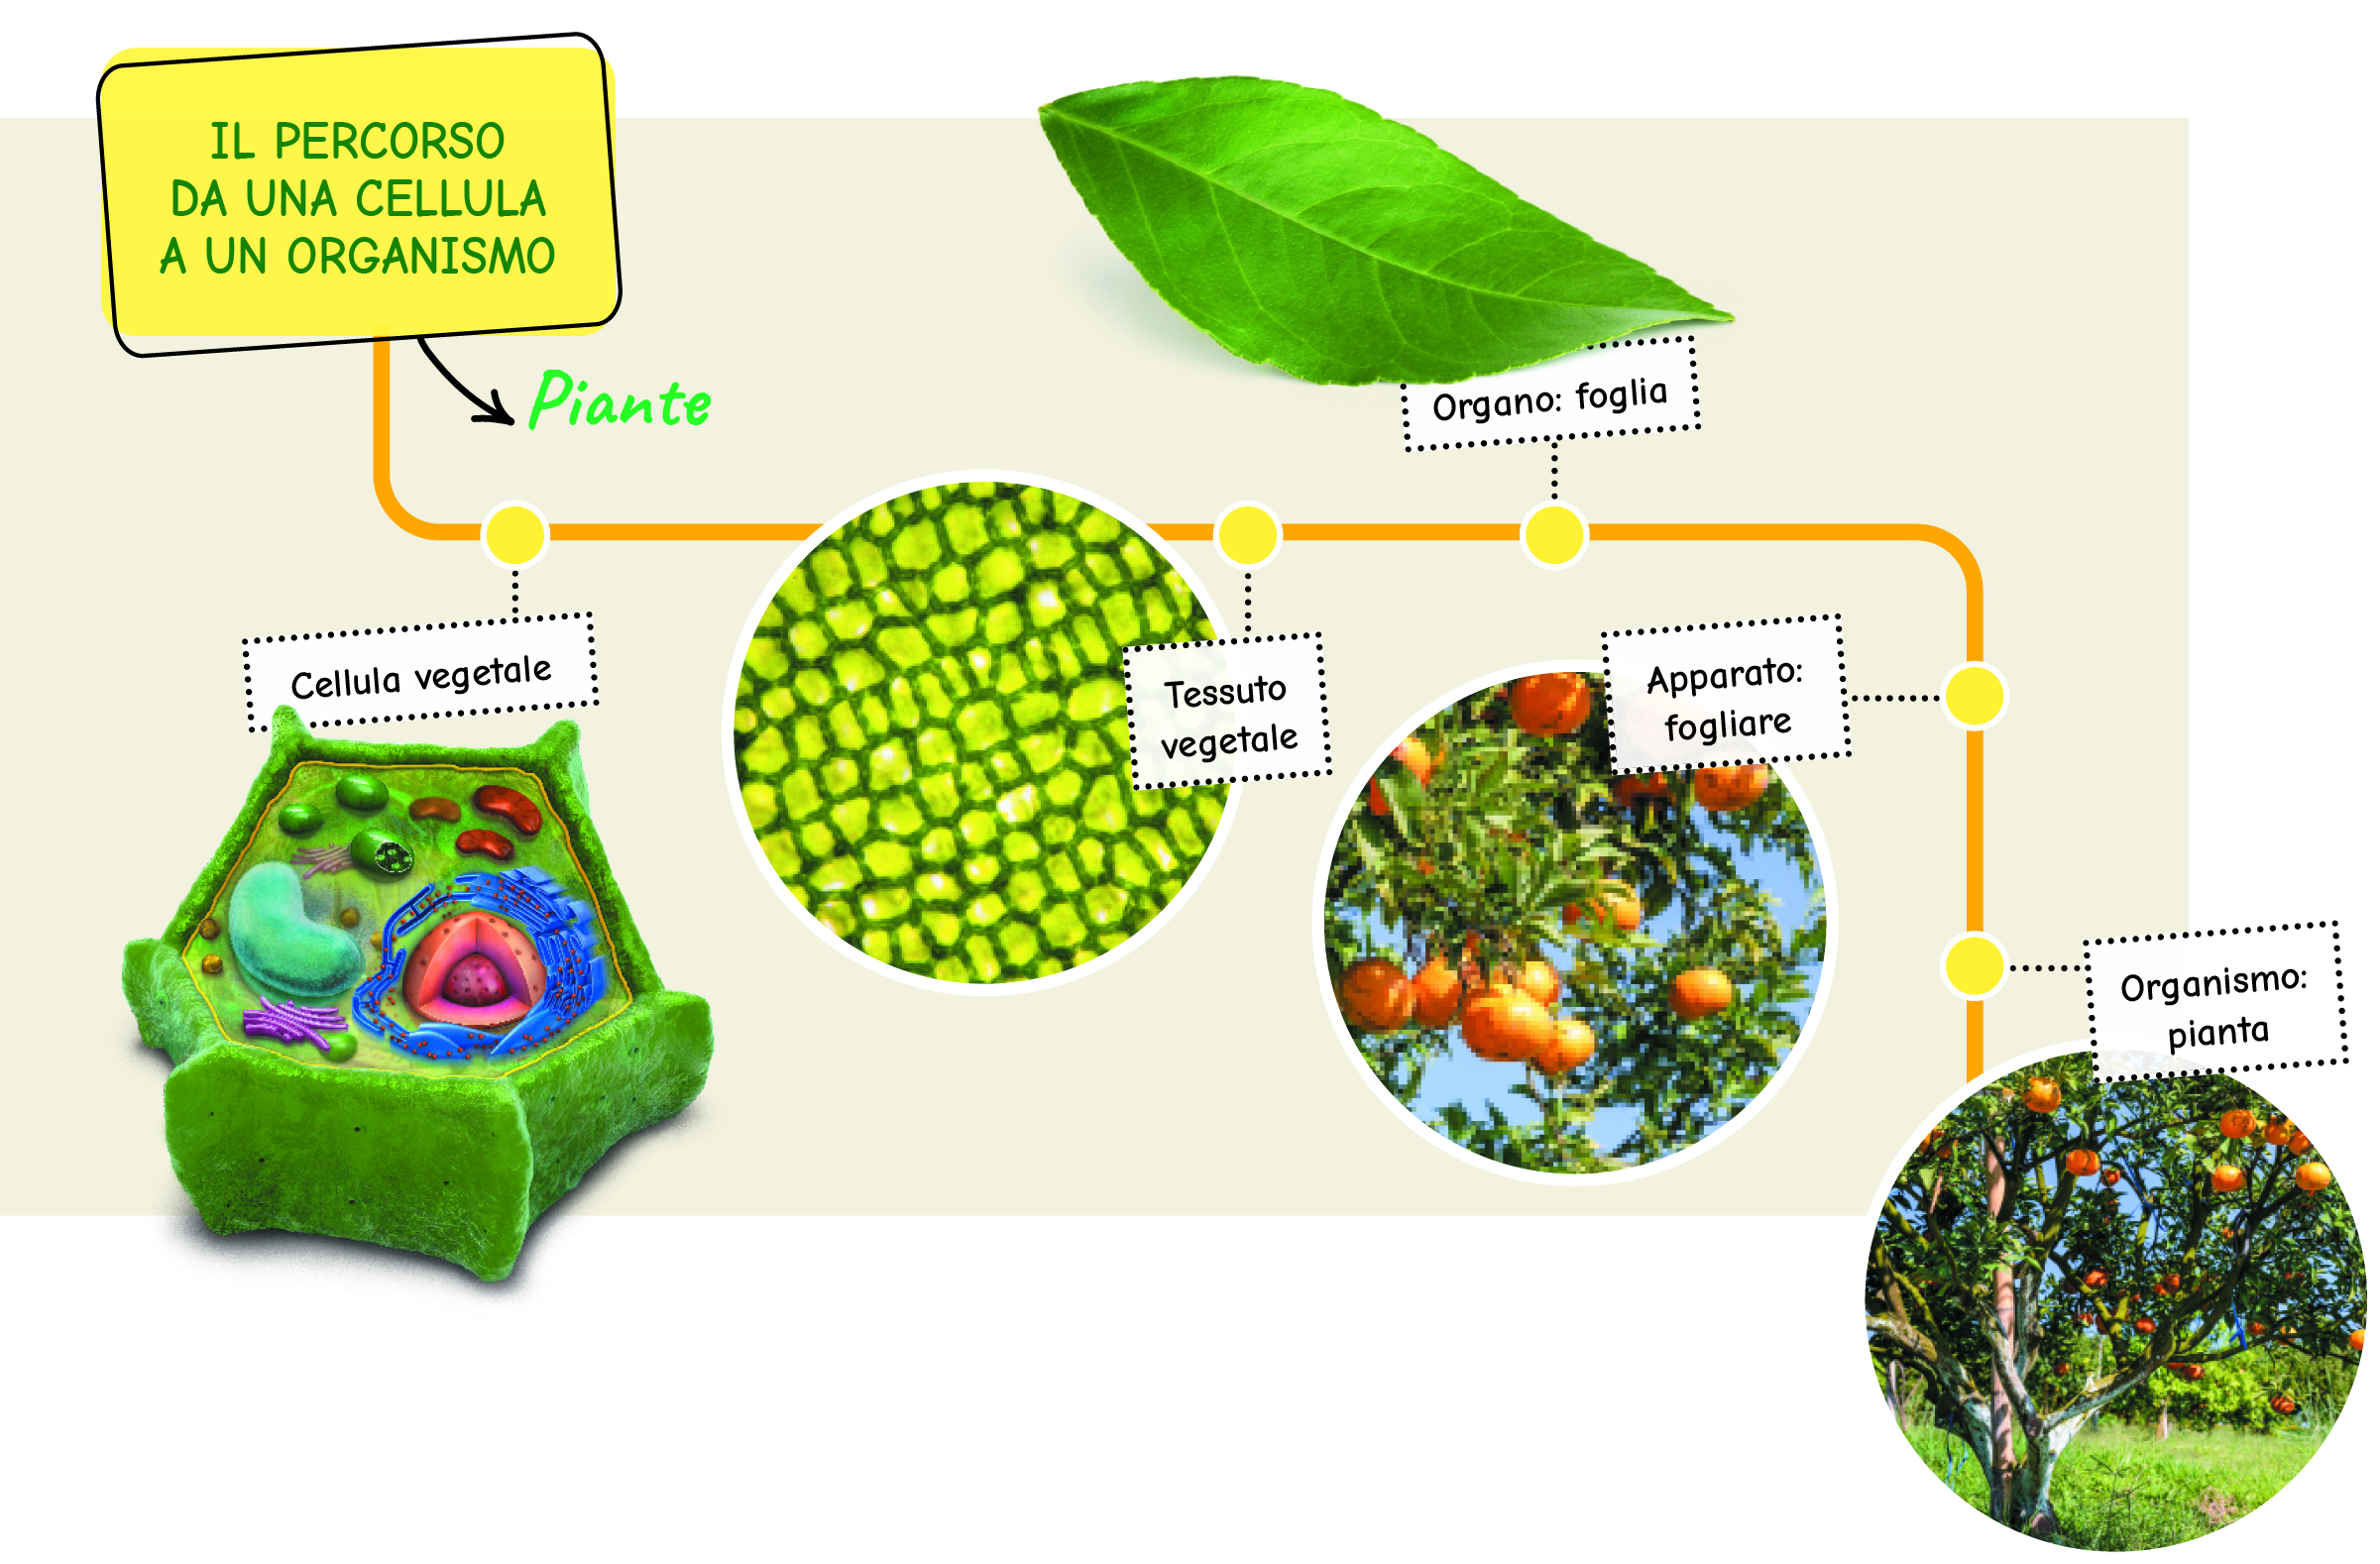 IL PERCORSO
DA UNA CELLULA
A UN ORGANISMO
Piante
Organo: foglia
Cellula vegetale
Tessuto
vegetale
Apparato:
fogliare
Organismo:
pianta